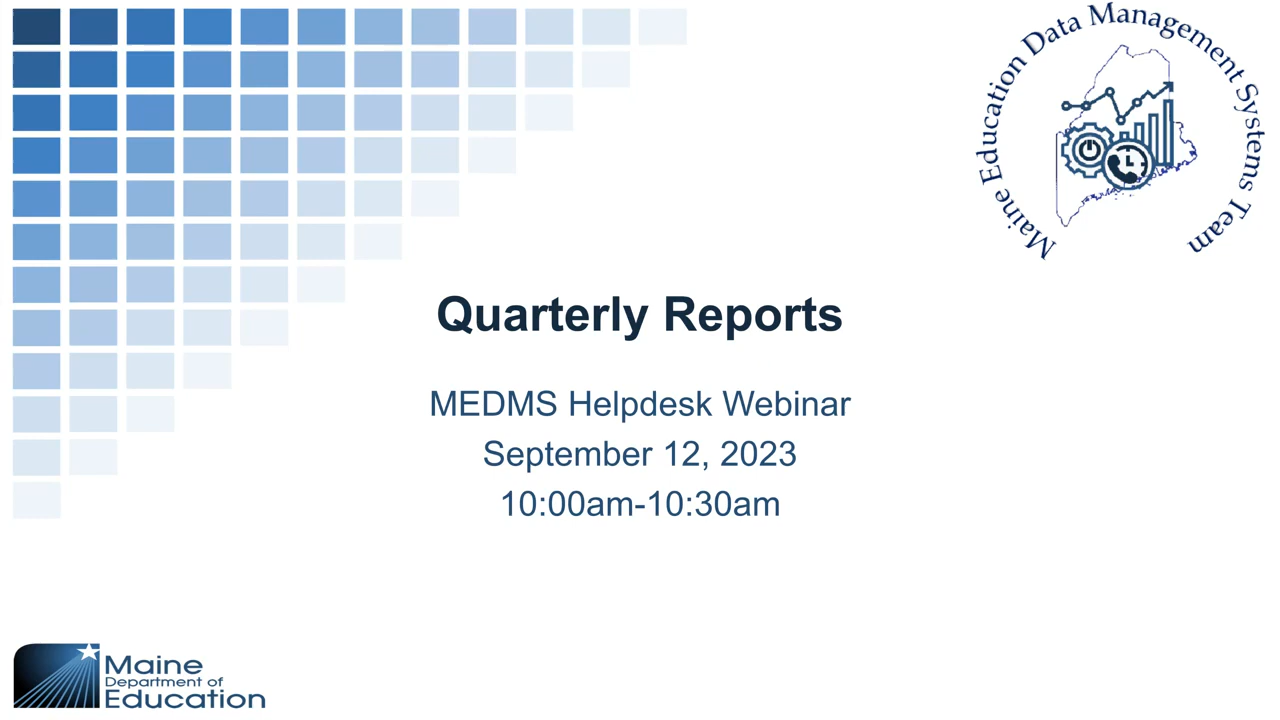 Maine Education Data Management Systems Team
Quarterly Reports
MEDMS Helpdesk Webinar
September 12, 2023
10:00am-10:30am
Maine
Department of
Education